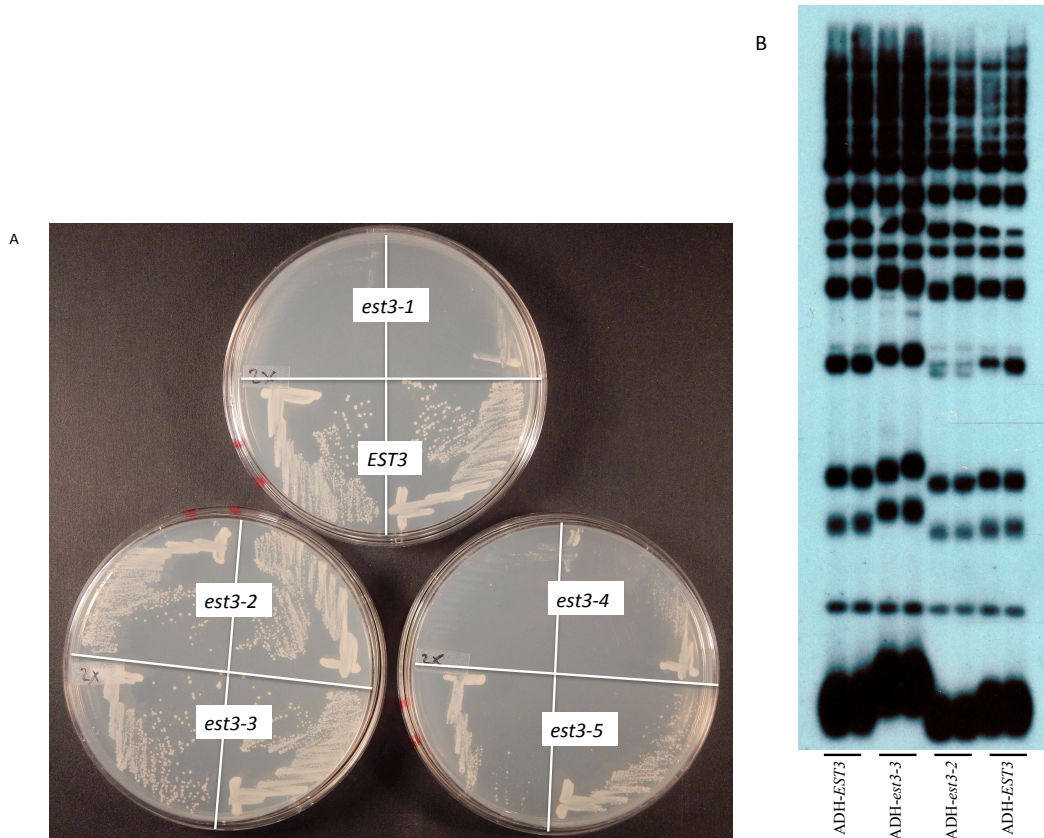 A
B
est3-1
2X
EST3
est3-2
est3-3
2X
est3-4
est3-5
2X
ADH-EST3
ADH-est3-3
ADH-est3-2
ADH-EST3